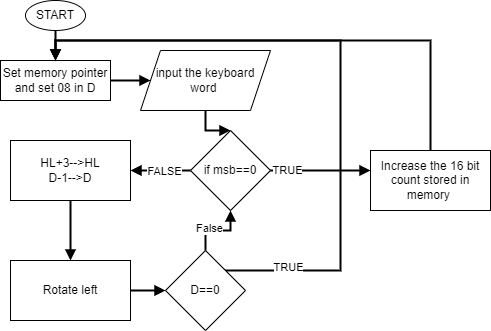 START
Set memory pointer
and set 08 in D
input the keyboard
word
HL+3-->HL
D-1-->D
FALSE
if msb==0
TRUE
Increase the 16 bit
count stored in
memory
False
Rotate left
D==0
TRUE